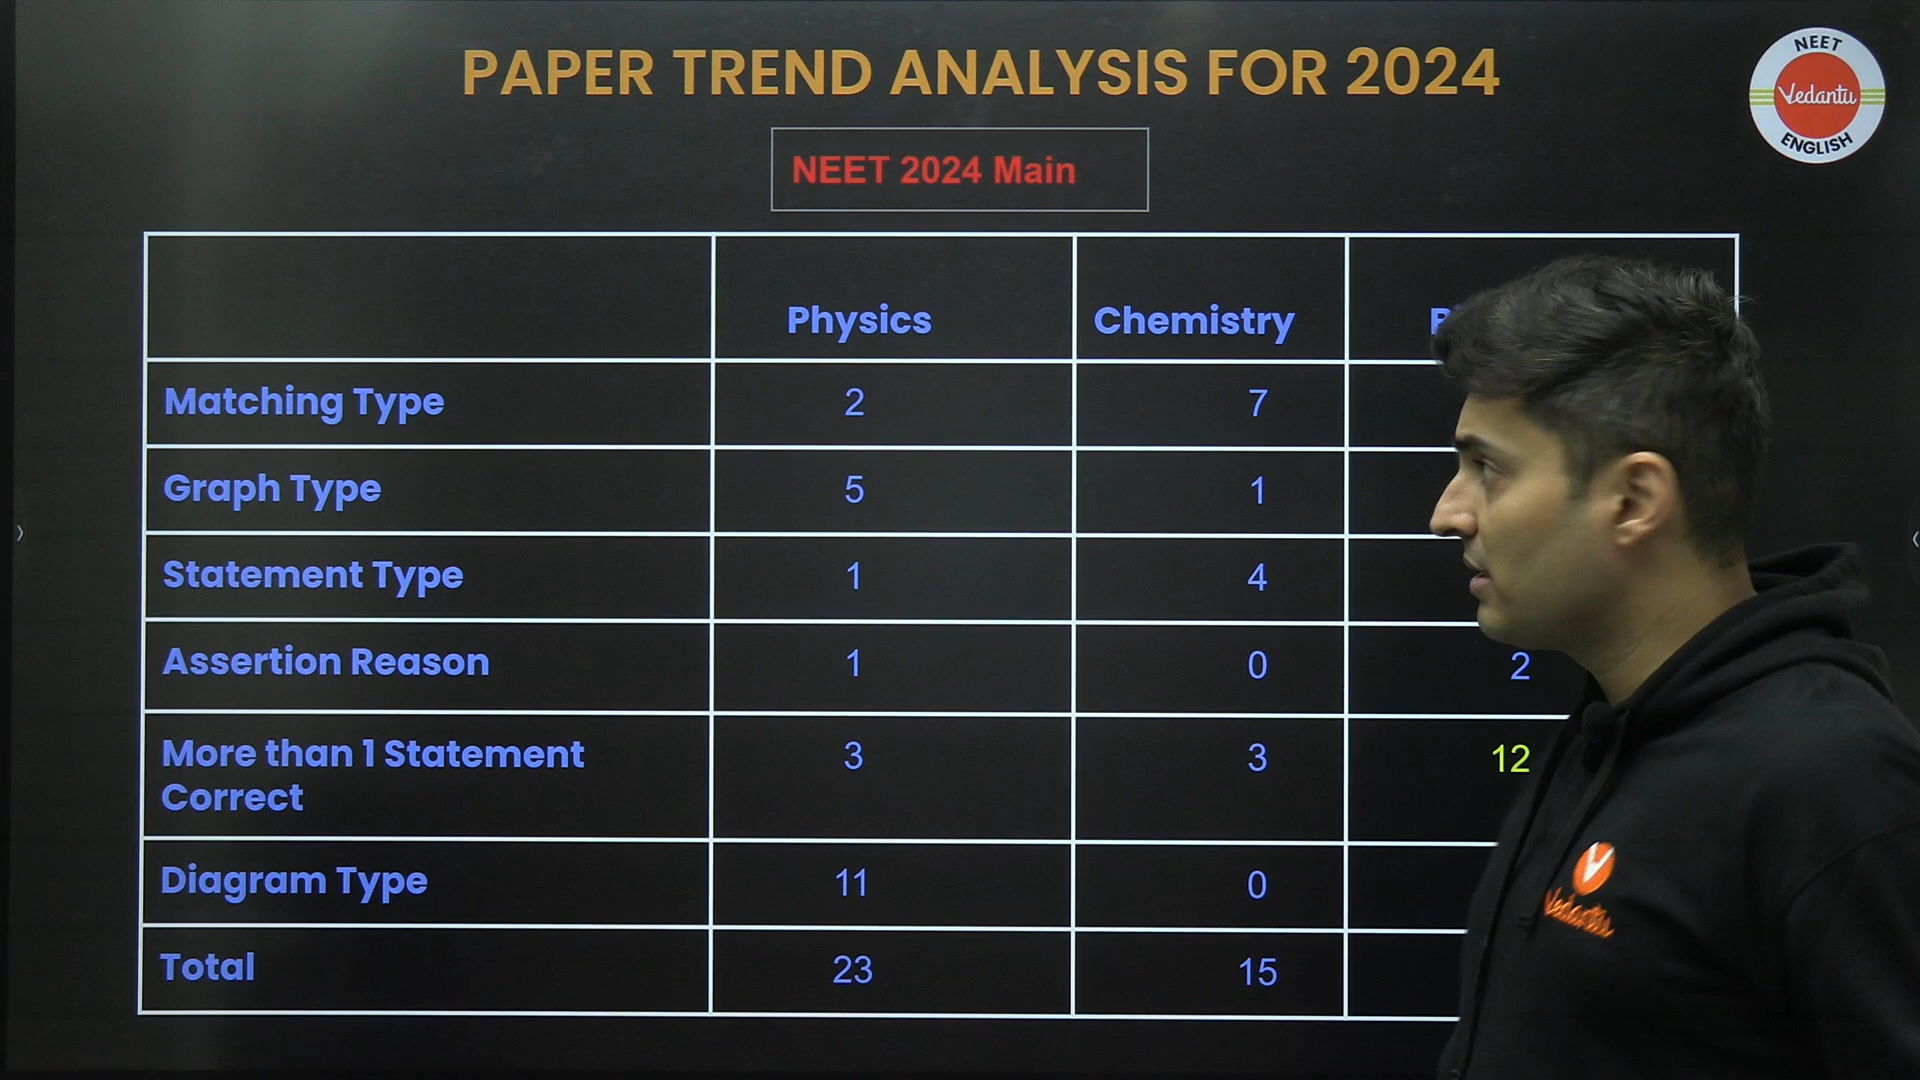 PAPER TREND ANALYSIS FOR 2024
NEET
Vedantu
ENGLISH
NEET 2024 Main
Physics Chemistry
Matching Type 2 7
Graph Type 5 1
Statement Type 1 4
Assertion Reason 1 0 2
More than 1 Statement 3 3 12
Correct
Diagram Type 11 0
Total 23 15
Vedantu